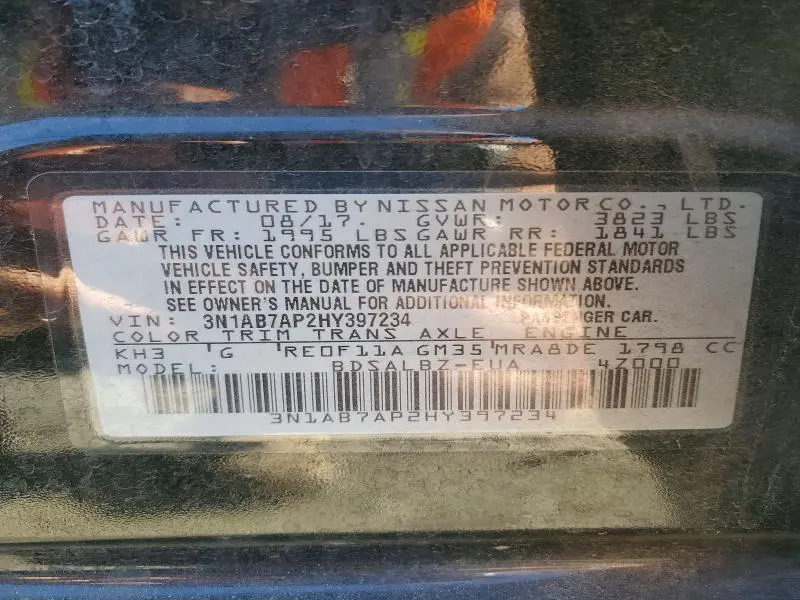 MANUFACTURED BY NISSAN MOTOR CO., LTD.
DATE: 08/17. GVWR: 3823 LBS
GAWR FR: 1995 LBS GAWR RR: 1841 LBS
THIS VEHICLE CONFORMS TO ALL APPLICABLE FEDERAL MOTOR
VEHICLE SAFETY, BUMPER AND THEFT PREVENTION STANDARDS
IN EFFECT ON THE DATE OF MANUFACTURE SHOWN ABOVE.
SEE OWNER'S MANUAL FOR ADDITIONAL INFORMATION.
VIN: 3N1AB7AP2HY397234 PASSENGER CAR.
COLOR TRIM TRANS AXLE ENGINE
KH3 G RE0F11A GM35 MRA8DE 1798 CC
MODEL: BDSALBZ-EUA 4Z000
3N1AB7AP2HY397234